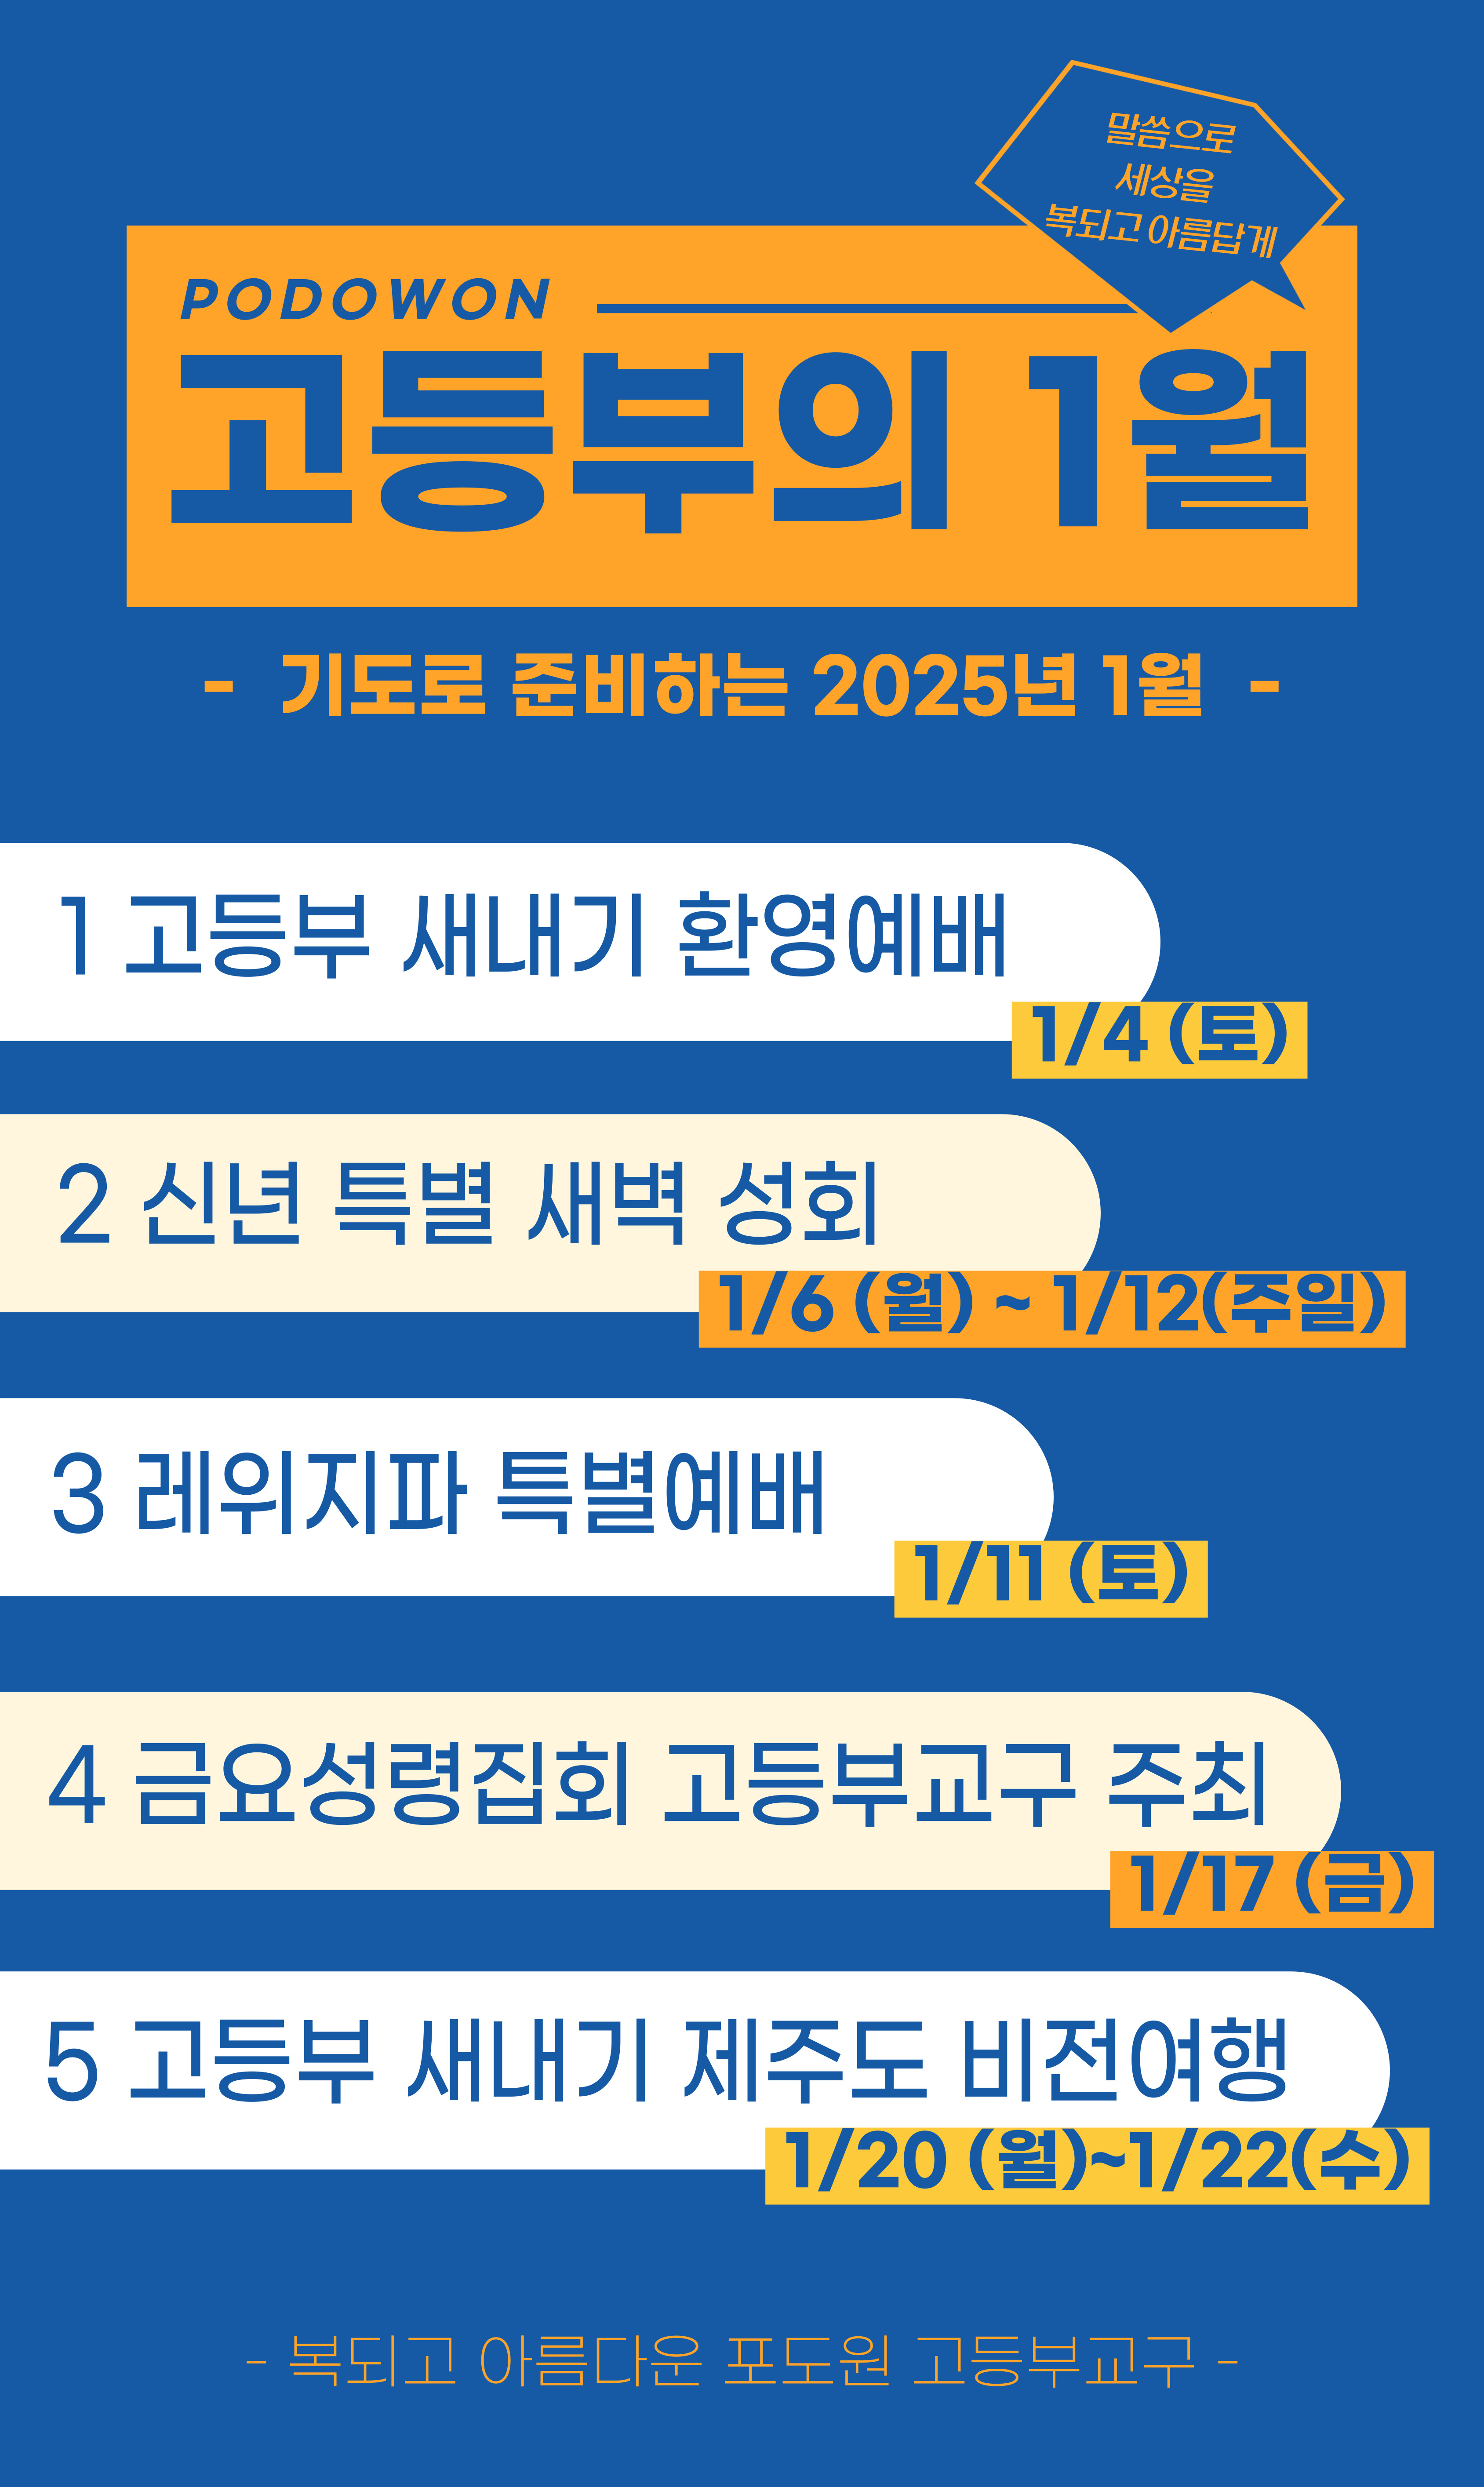 말씀으로
세상을
복되고 아름답게
PODOWON
고등부의 1월
- 기도로 준비하는 2025년 1월 -
1 고등부 새내기 환영예배
1/4 (토)
2 신년 특별 새벽 성회
1/6 (월) ~ 1/12(주일)
3 레위지파 특별예배
1/11 (토)
4 금요성령집회 고등부교구 주최
1/17 (금)
5 고등부 새내기 제주도 비전여행
1/20 (월)~1/22(수)
- 복되고 아름다운 포도원 고등부교구 -